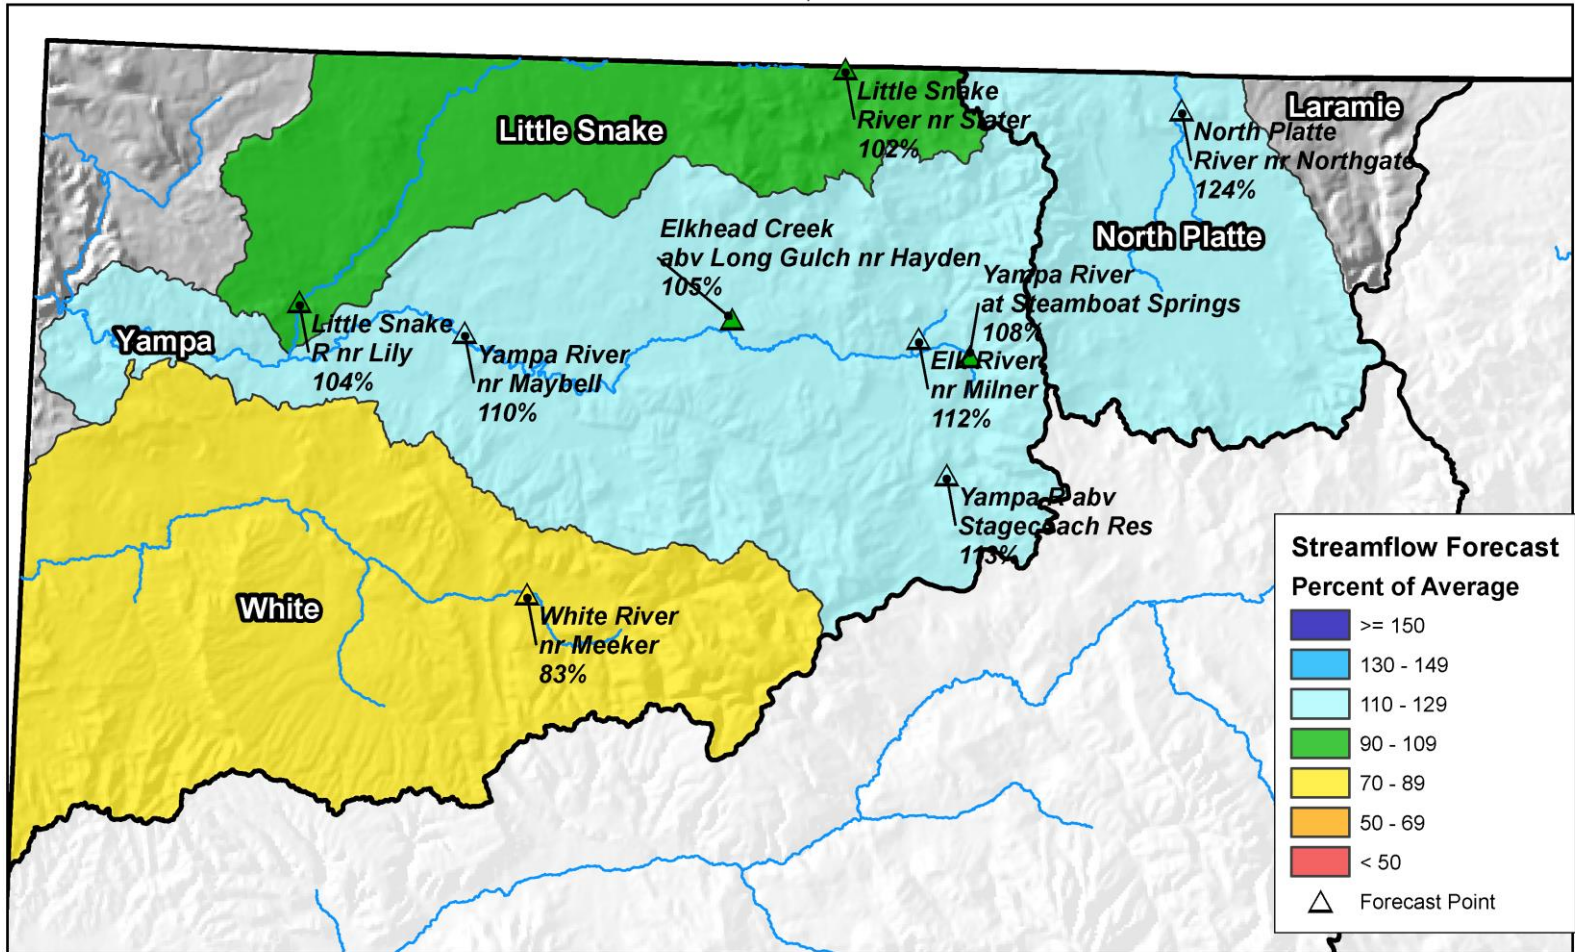 Little Snake
Little Snake
River nr Slater
102%
Laramie
North Platte
River nr Northgate
124%
North Platte
Elkhead Creek
abv Long Gulch nr Hayden
105%
Yampa River
at Steamboat Springs
108%
Yampa
Little Snake
R nr Lily
104%
Yampa River
nr Maybell
110%
Elk River
nr Milner
112%
Yampa R abv
Stagecoach Res
113%
White
White River
nr Meeker
83%
Streamflow Forecast
Percent of Average
>= 150
130 - 149
110 - 129
90 - 109
70 - 89
50 - 69
< 50
Forecast Point